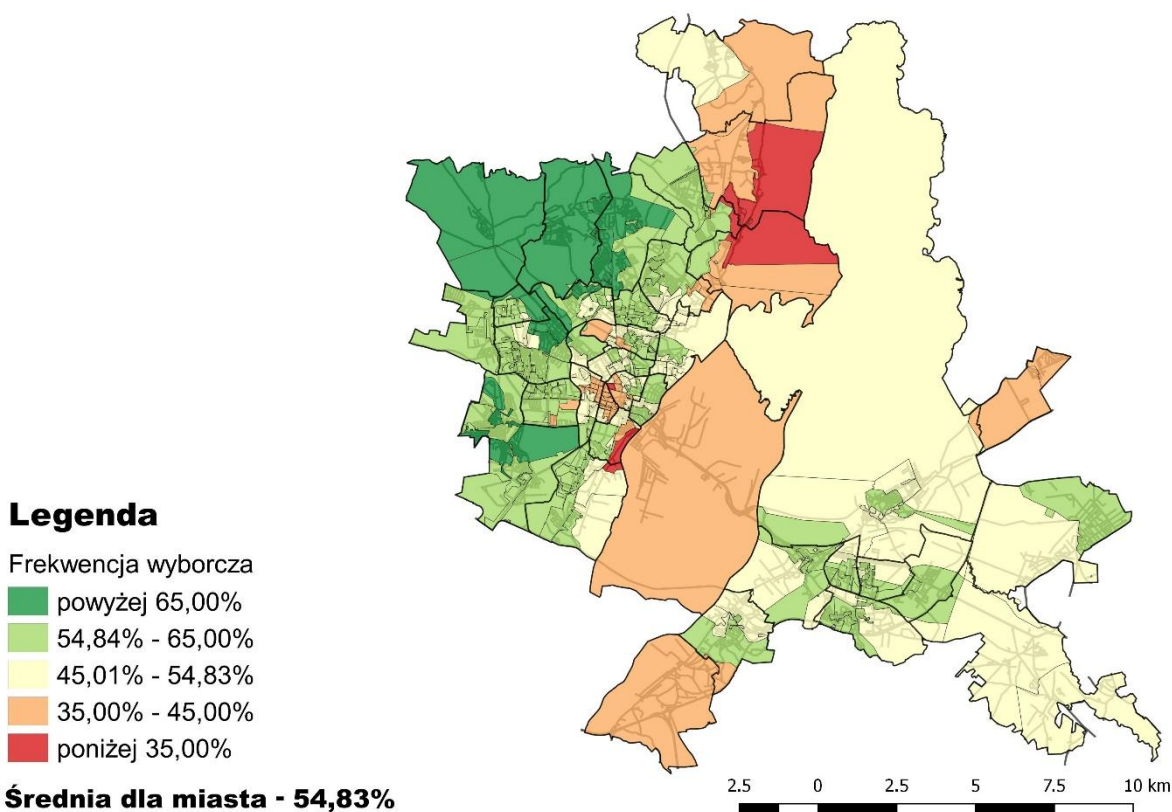 Legenda
Frekwencja wyborcza
powyżej 65,00%
54,84% - 65,00%
45,01% - 54,83%
35,00% - 45,00%
poniżej 35,00%
Średnia dla miasta - 54,83%
2.5 0 2.5 5 7.5 10 km